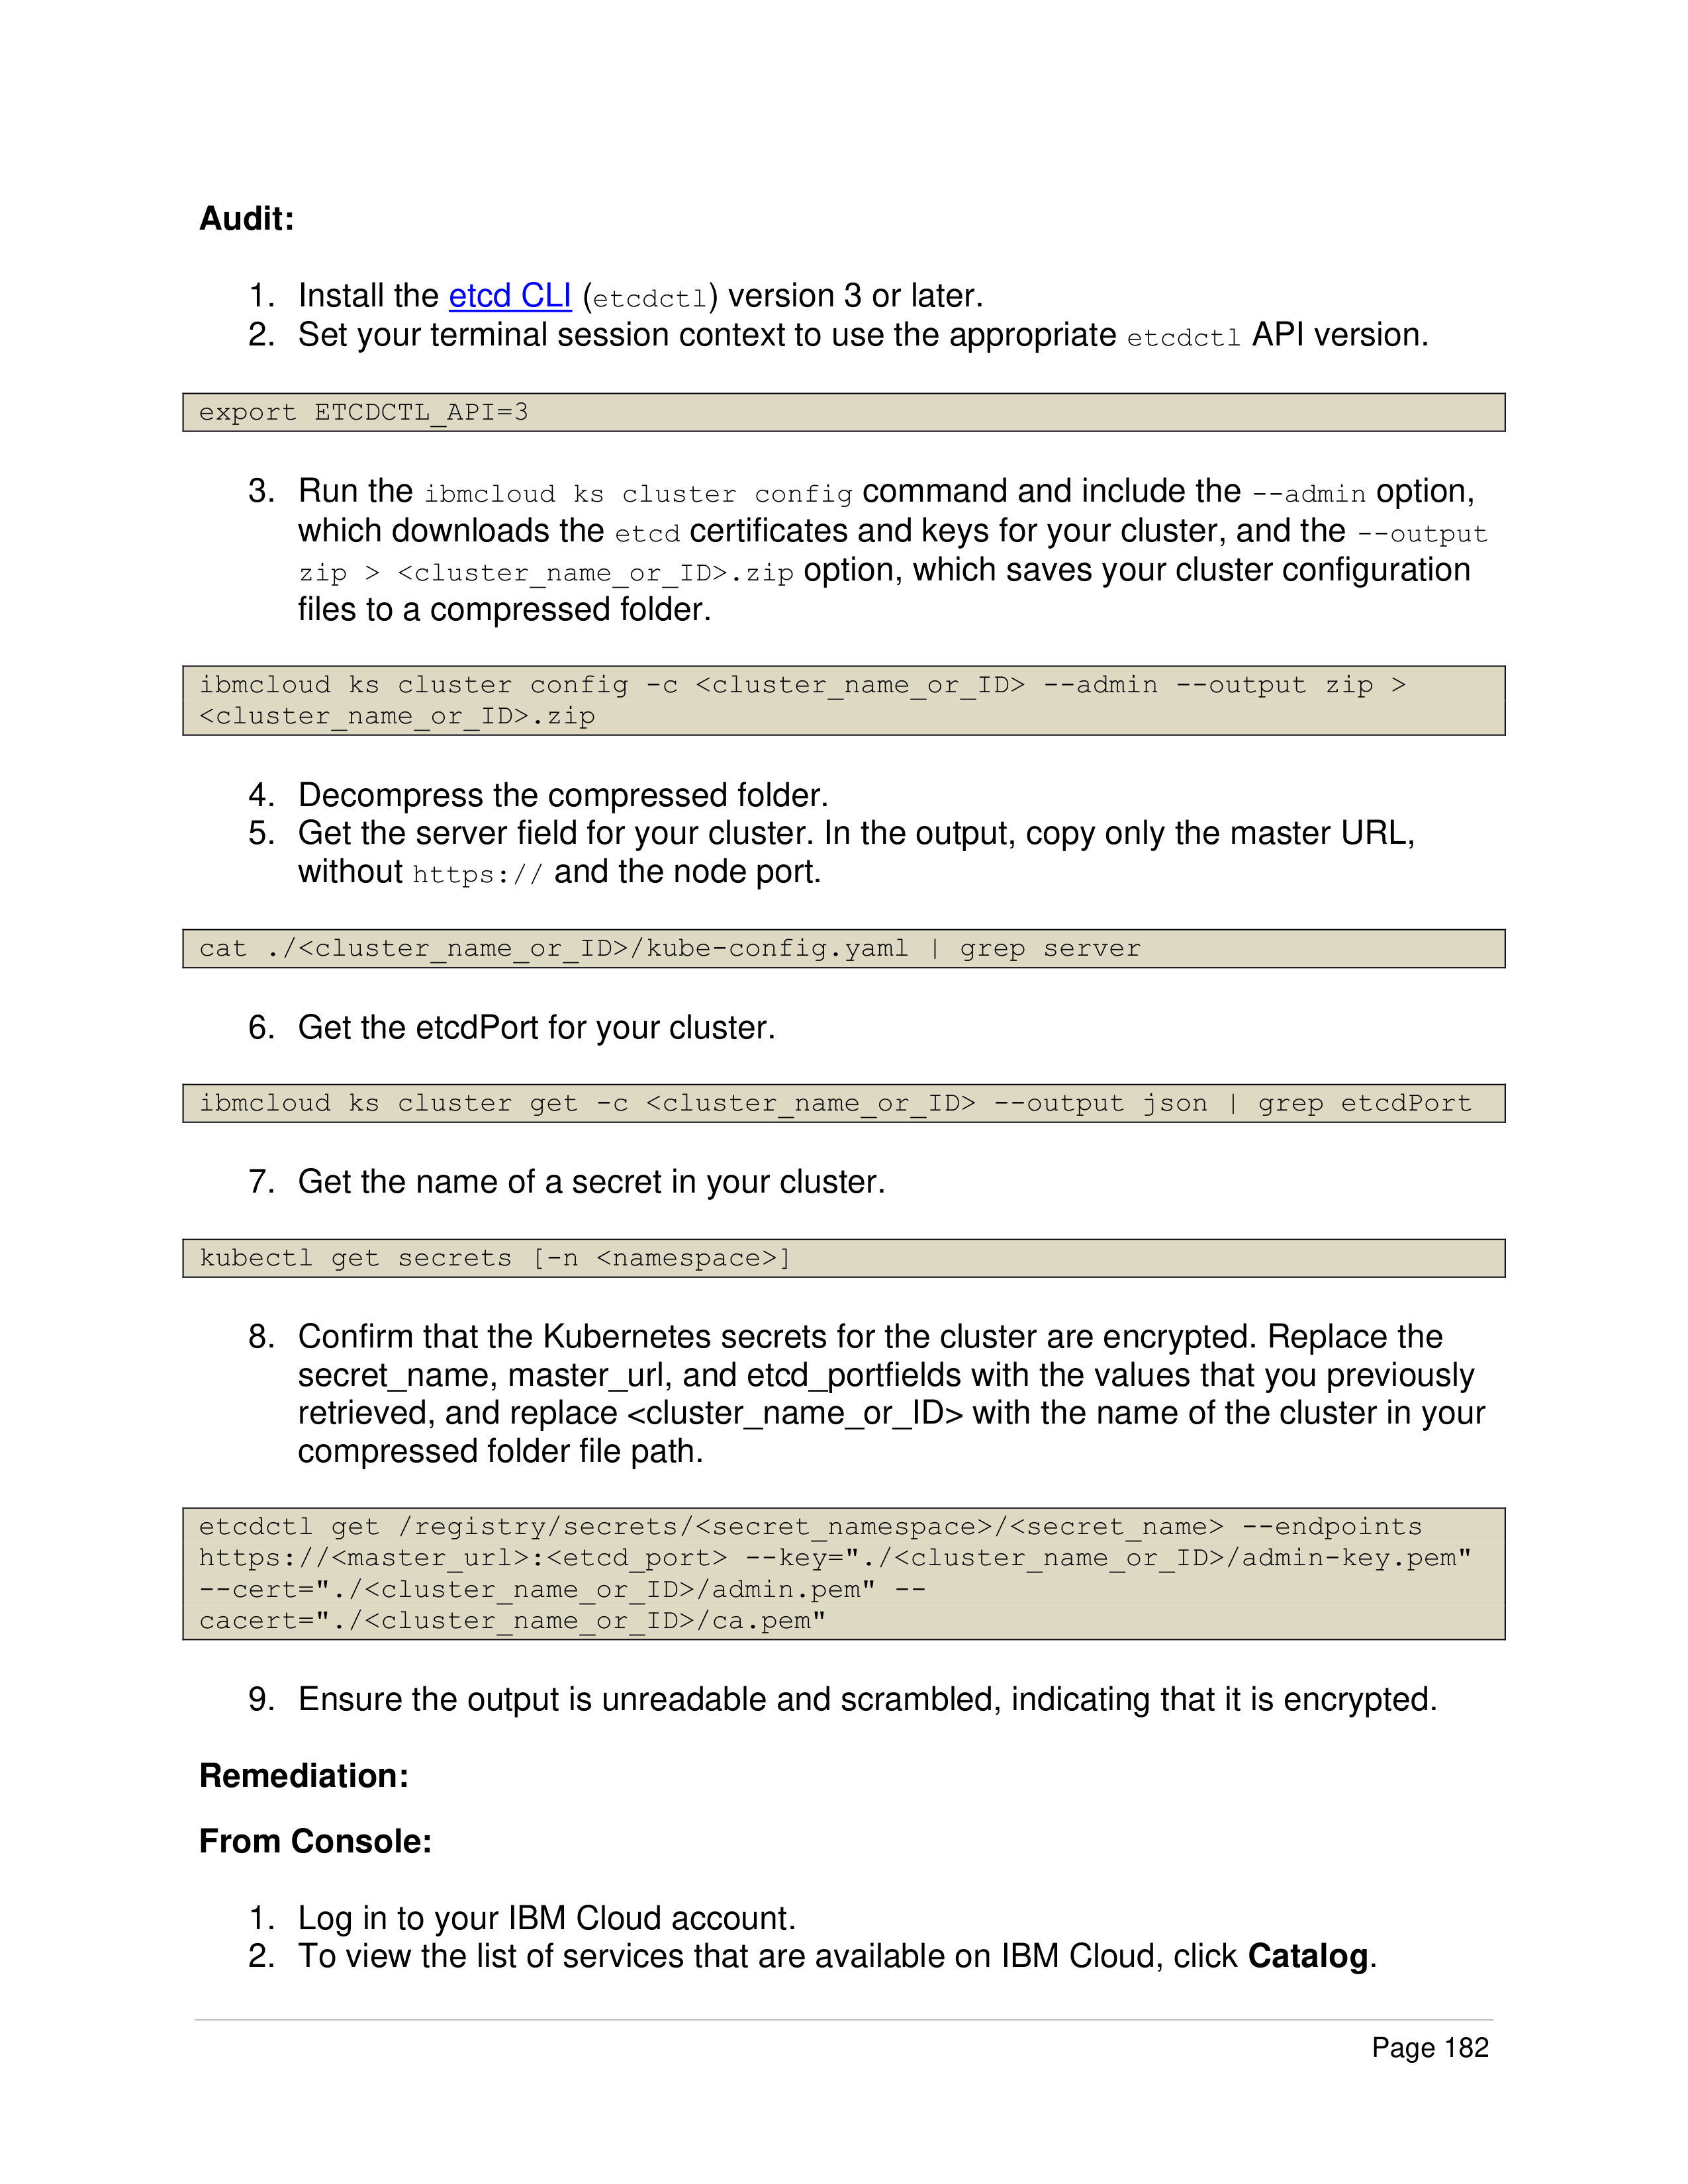 Audit:
1. Install the etcd CLI (etcdctl) version 3 or later.
2. Set your terminal session context to use the appropriate etcdctl API version.
export ETCDCTL_API=3
3. Run the ibmcloud ks cluster config command and include the --admin option,
which downloads the etcd certificates and keys for your cluster, and the --output
zip > <cluster_name_or_ID>.zip option, which saves your cluster configuration
files to a compressed folder.
ibmcloud ks cluster config -c <cluster_name_or_ID> --admin --output zip >
<cluster_name_or_ID>.zip
4. Decompress the compressed folder.
5. Get the server field for your cluster. In the output, copy only the master URL,
without https:// and the node port.
cat ./<cluster_name_or_ID>/kube-config.yaml | grep server
6. Get the etcdPort for your cluster.
ibmcloud ks cluster get -c <cluster_name_or_ID> --output json | grep etcdPort
7. Get the name of a secret in your cluster.
kubectl get secrets [-n <namespace>]
8. Confirm that the Kubernetes secrets for the cluster are encrypted. Replace the
secret_name, master_url, and etcd_portfields with the values that you previously
retrieved, and replace <cluster_name_or_ID> with the name of the cluster in your
compressed folder file path.
etcdctl get /registry/secrets/<secret_namespace>/<secret_name> --endpoints
https://<master_url>:<etcd_port> --key="./<cluster_name_or_ID>/admin-key.pem"
--cert="./<cluster_name_or_ID>/admin.pem" --
cacert="./<cluster_name_or_ID>/ca.pem"
9. Ensure the output is unreadable and scrambled, indicating that it is encrypted.
Remediation:
From Console:
1. Log in to your IBM Cloud account.
2. To view the list of services that are available on IBM Cloud, click Catalog.
Page 182